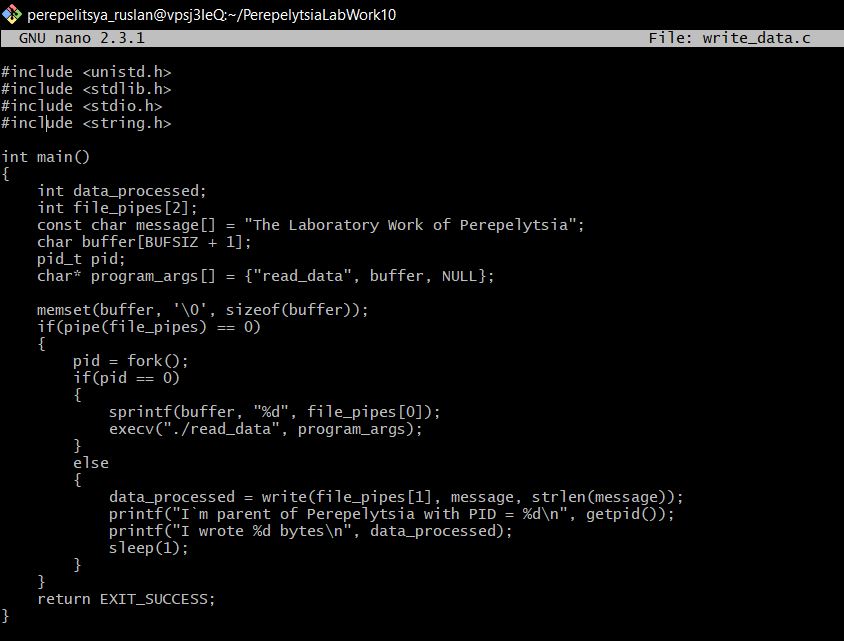 perepelitsya_ruslan@vpsj3IeQ:~/PerepelytsiaLabWork10
GNU nano 2.3.1 File: write_data.c
#include <unistd.h>
#include <stdlib.h>
#include <stdio.h>
#include <string.h>
int main()
{
    int data_processed;
    int file_pipes[2];
    const char message[] = "The Laboratory Work of Perepelytsia";
    char buffer[BUFSIZ + 1];
    pid_t pid;
    char* program_args[] = {"read_data", buffer, NULL};
    memset(buffer, '\0', sizeof(buffer));
    if(pipe(file_pipes) == 0)
    {
        pid = fork();
        if(pid == 0)
        {
            sprintf(buffer, "%d", file_pipes[0]);
            execv("./read_data", program_args);
        }
        else
        {
            data_processed = write(file_pipes[1], message, strlen(message));
            printf("I`m parent of Perepelytsia with PID = %d\n", getpid());
            printf("I wrote %d bytes\n", data_processed);
            sleep(1);
        }
    }
    return EXIT_SUCCESS;
}